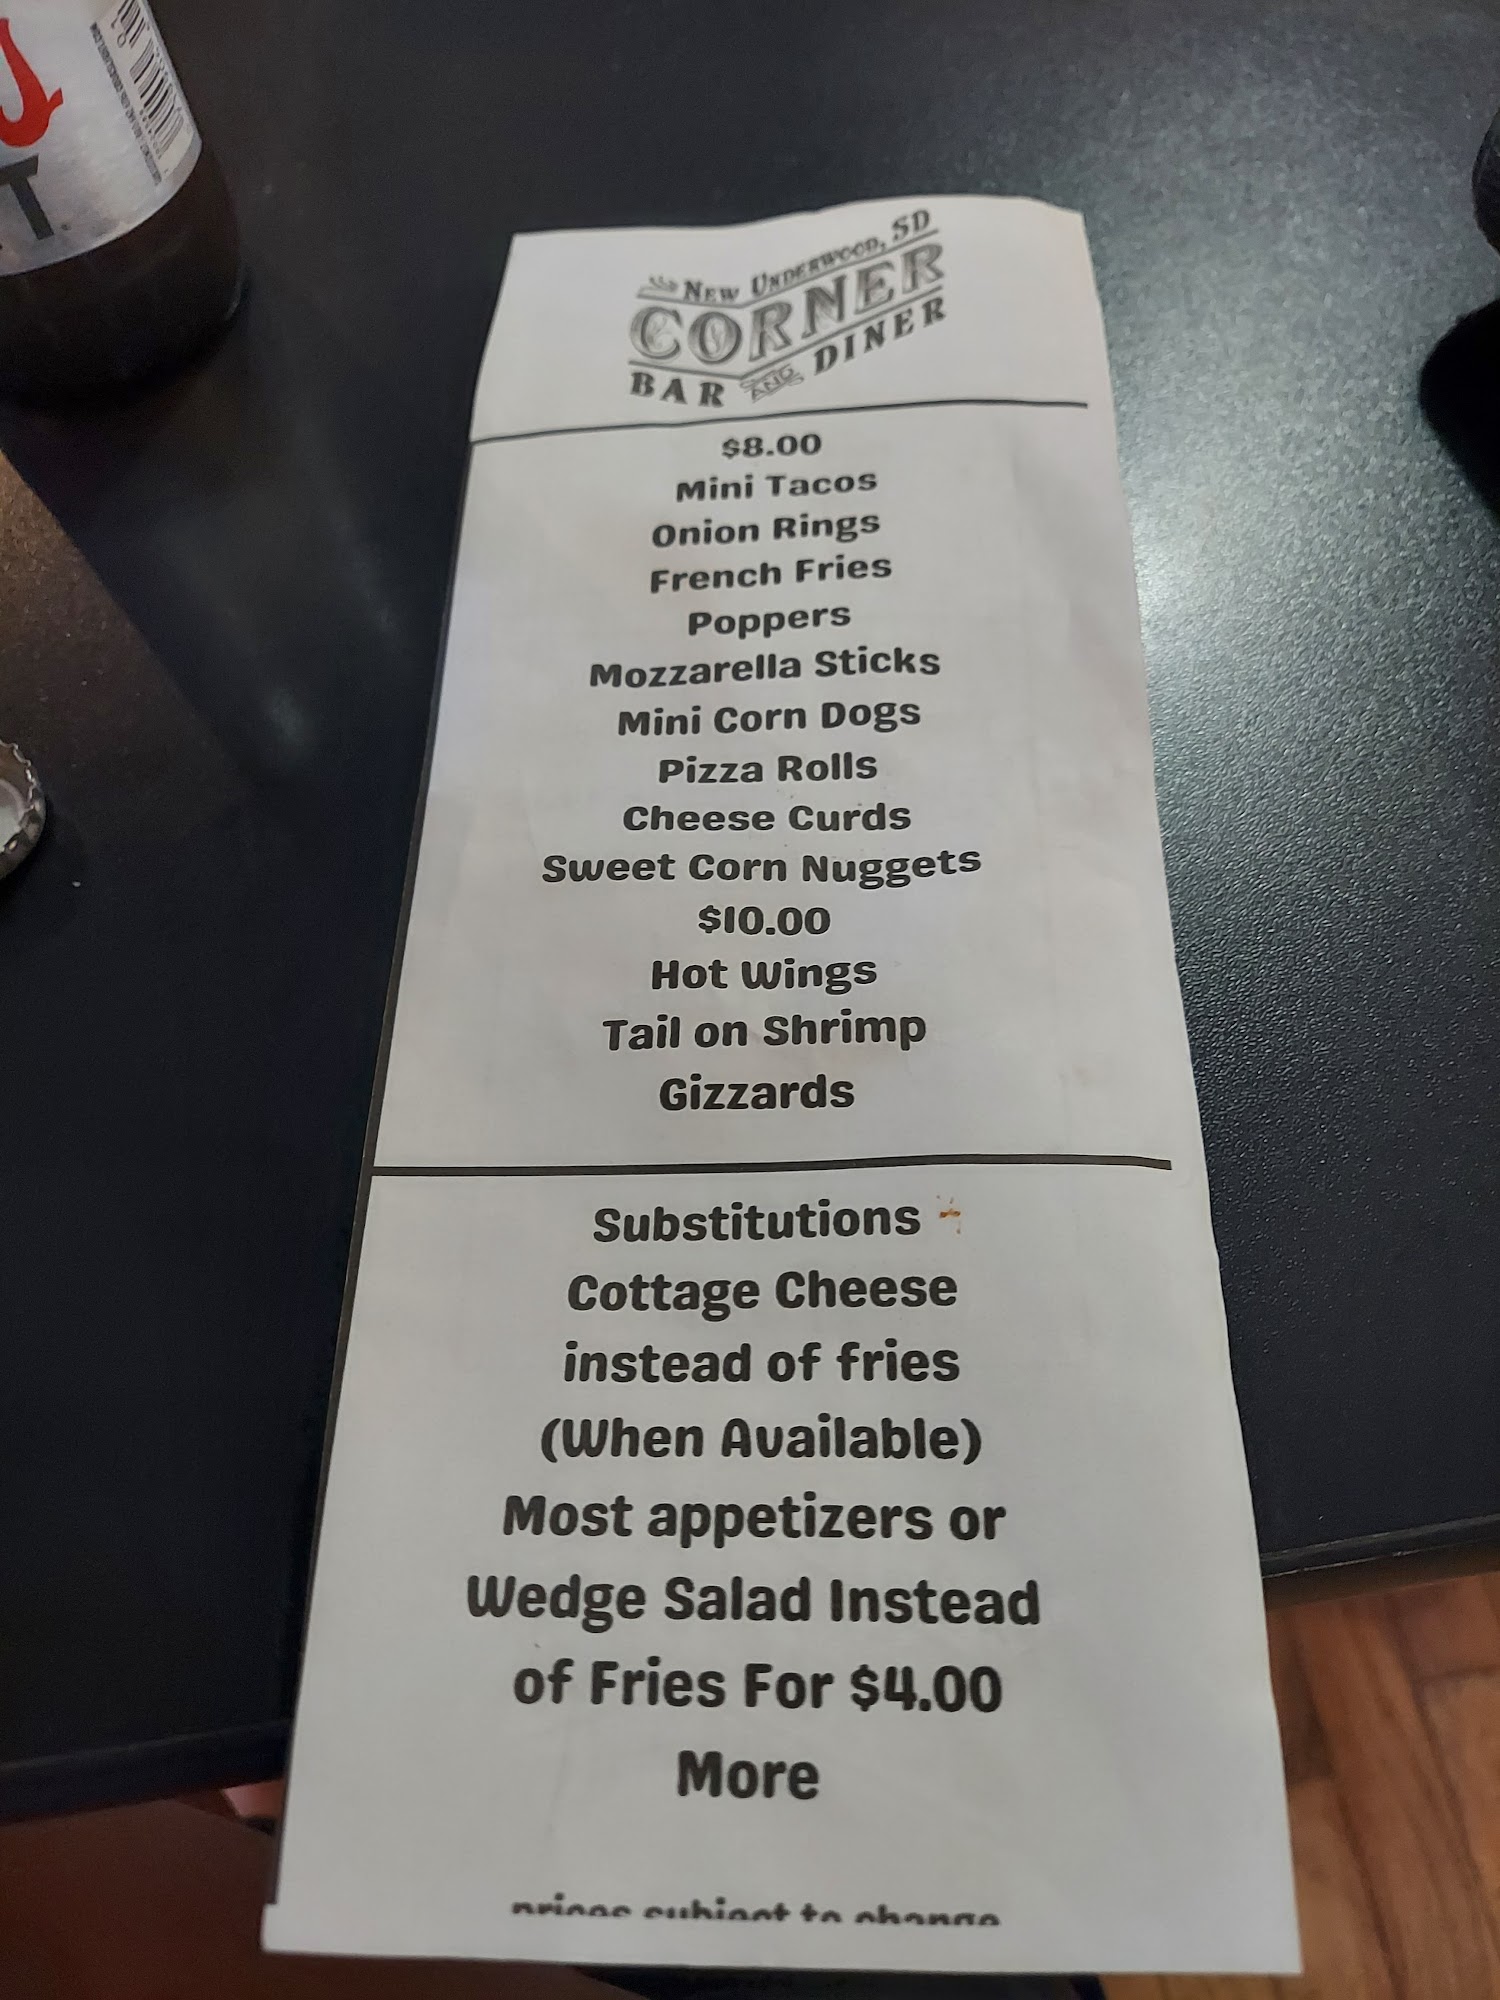 T.
New Underwood, SD
CORNER
BAR AND DINER
$8.00
Mini Tacos
Onion Rings
French Fries
Poppers
Mozzarella Sticks
Mini Corn Dogs
Pizza Rolls
Cheese Curds
Sweet Corn Nuggets
$10.00
Hot Wings
Tail on Shrimp
Gizzards
Substitutions
Cottage Cheese
instead of fries
(When Available)
Most appetizers or
Wedge Salad Instead
of Fries For $4.00
More
prices subject to change